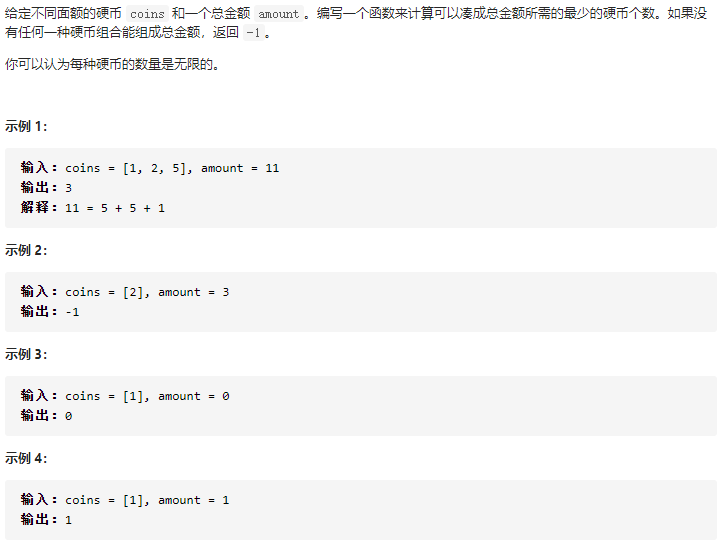 给定不同面额的硬币 coins 和一个总金额 amount。编写一个函数来计算可以凑成总金额所需的最少的硬币个数。如果没
有任何一种硬币组合能组成总金额，返回 -1。
你可以认为每种硬币的数量是无限的。
示例 1：
输入：coins = [1, 2, 5], amount = 11
输出：3
解释：11 = 5 + 5 + 1
示例 2：
输入：coins = [2], amount = 3
输出：-1
示例 3：
输入：coins = [1], amount = 0
输出：0
示例 4：
输入：coins = [1], amount = 1
输出：1